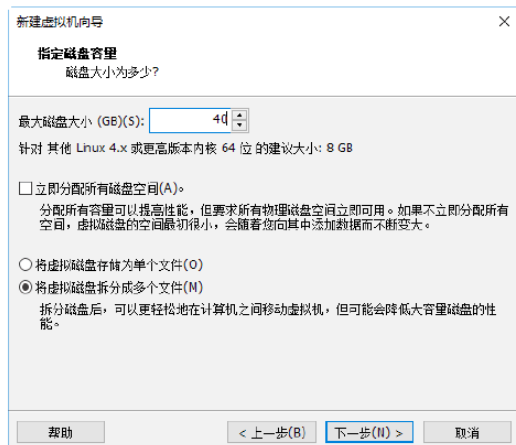 新建虚拟机向导
指定磁盘容量
磁盘大小为多少?
最大磁盘大小 (GB)(S): 40
针对 其他 Linux 4.x 或更高版本内核 64 位 的建议大小: 8 GB
立即分配所有磁盘空间(A)。
分配所有容量可以提高性能，但要求所有物理磁盘空间立即可用。如果不立即分配所有
空间，虚拟磁盘的空间最初很小，会随着您向其中添加数据而不断变大。
将虚拟磁盘存储为单个文件(O)
将虚拟磁盘拆分成多个文件(M)
拆分磁盘后，可以更轻松地在计算机之间移动虚拟机，但可能会降低大容量磁盘的性
能。
帮助 < 上一步(B) 下一步(N) > 取消